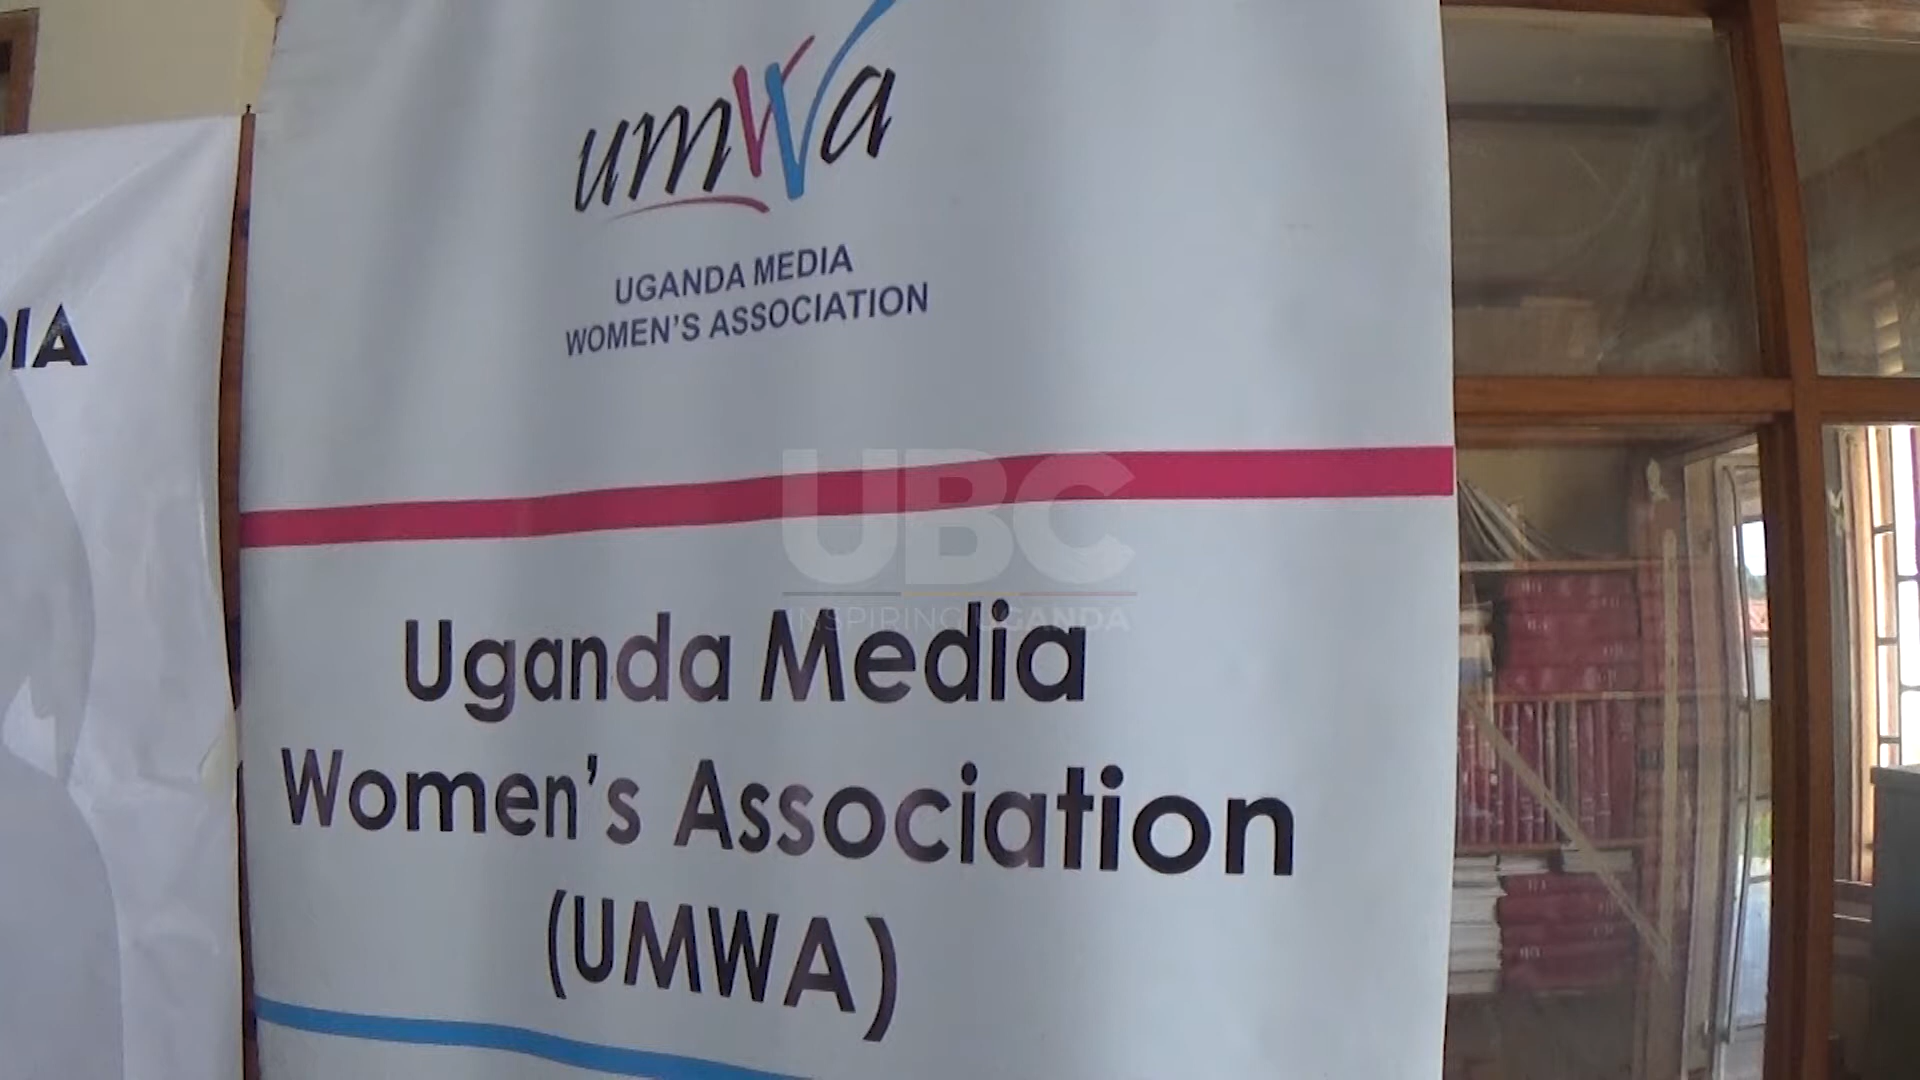 umwa
UGANDA MEDIA
WOMEN'S ASSOCIATION
DIA
UBC
INSPIRING UGANDA
Uganda Media
Women's Association
(UMWA)